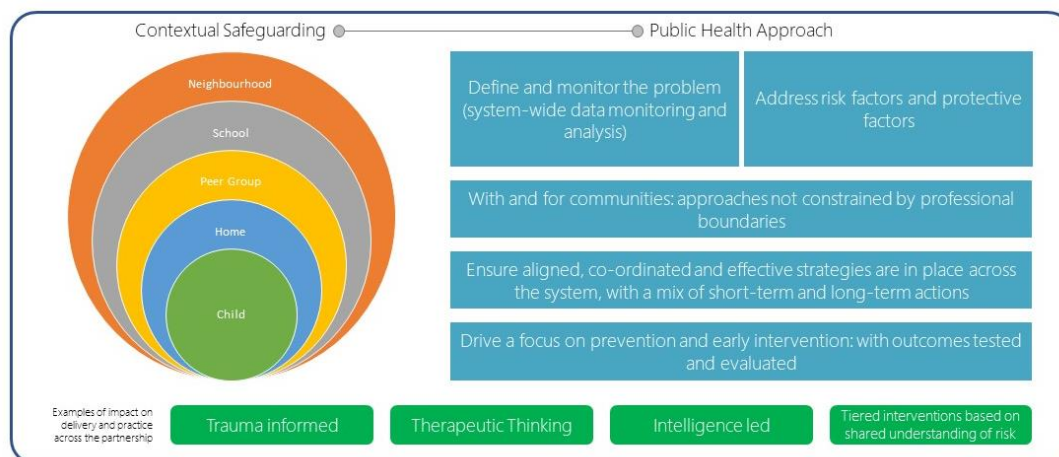 Contextual Safeguarding
Public Health Approach
Neighbourhood
School
Peer Group
Home
Child
Define and monitor the problem
(system-wide data monitoring and
analysis)
Address risk factors and protective
factors
With and for communities: approaches not constrained by professional
boundaries
Ensure aligned, co-ordinated and effective strategies are in place across
the system, with a mix of short-term and long-term actions
Drive a focus on prevention and early intervention: with outcomes tested
and evaluated
Examples of impact on
delivery and practice
across the partnership
Trauma informed
Therapeutic Thinking
Intelligence led
Tiered interventions based on
shared understanding of risk